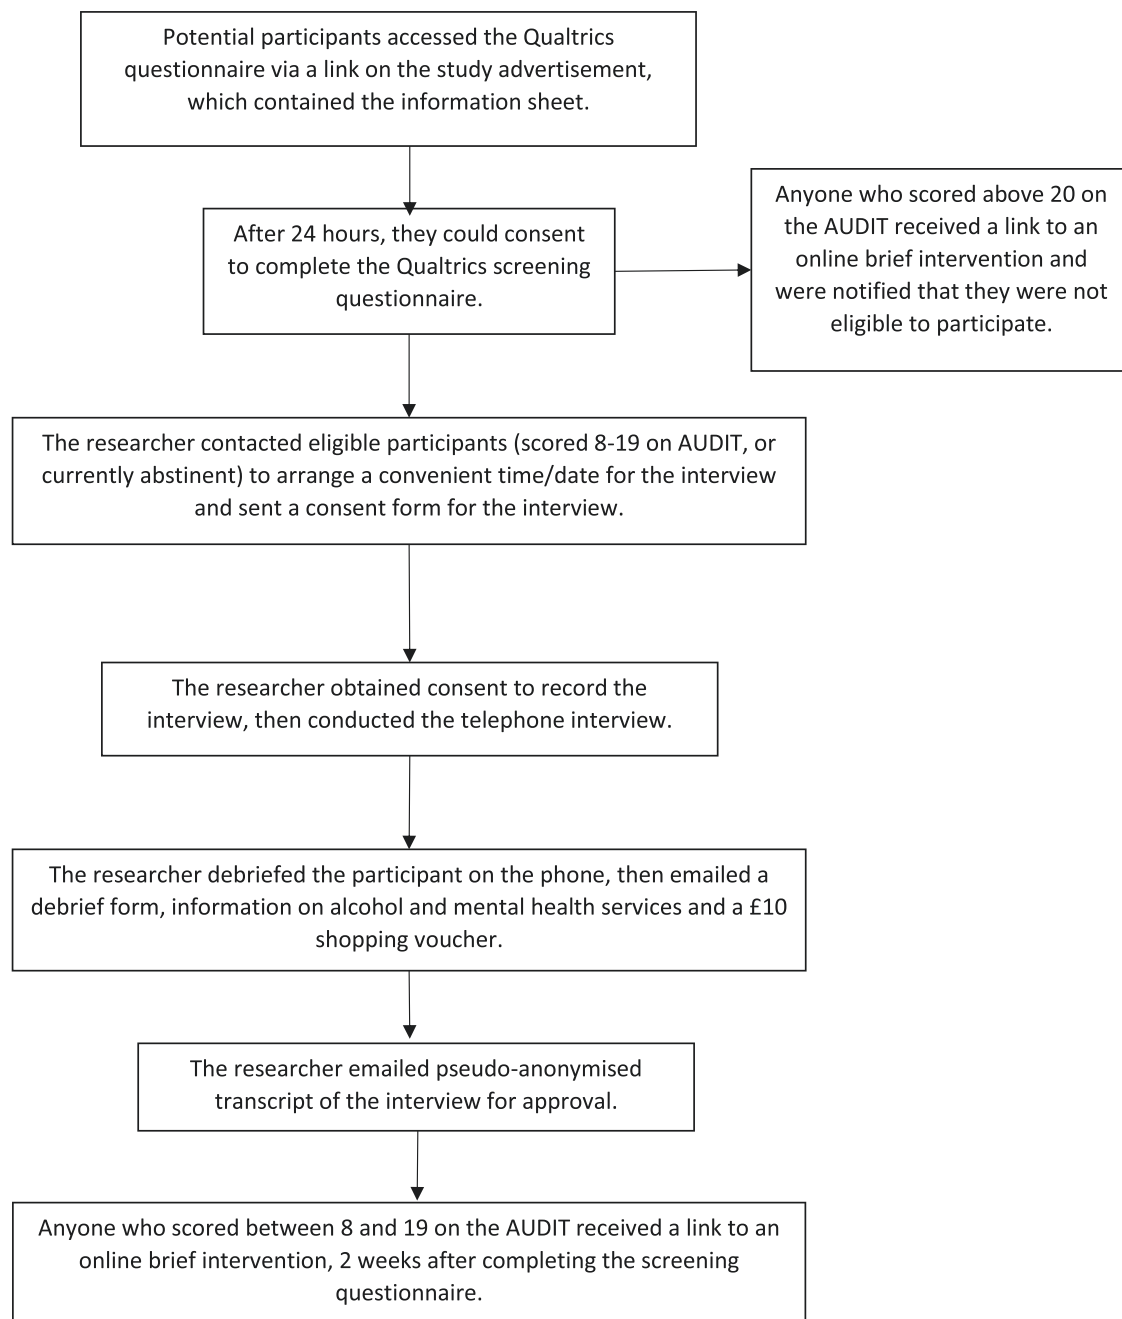 Potential participants accessed the Qualtrics
questionnaire via a link on the study advertisement,
which contained the information sheet.
After 24 hours, they could consent
to complete the Qualtrics screening
questionnaire.
Anyone who scored above 20 on
the AUDIT received a link to an
online brief intervention and
were notified that they were not
eligible to participate.
The researcher contacted eligible participants (scored 8-19 on AUDIT, or
currently abstinent) to arrange a convenient time/date for the interview
and sent a consent form for the interview.
The researcher obtained consent to record the
interview, then conducted the telephone interview.
The researcher debriefed the participant on the phone, then emailed a
debrief form, information on alcohol and mental health services and a £10
shopping voucher.
The researcher emailed pseudo-anonymised
transcript of the interview for approval.
Anyone who scored between 8 and 19 on the AUDIT received a link to an
online brief intervention, 2 weeks after completing the screening
questionnaire.